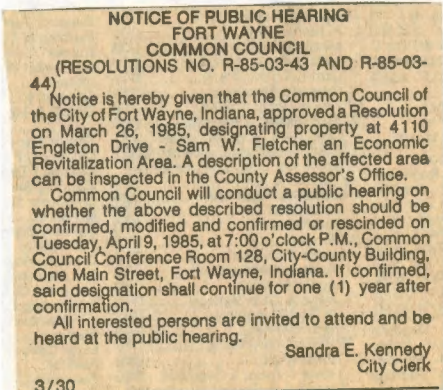 NOTICE OF PUBLIC HEARING
FORT WAYNE
COMMON COUNCIL
(RESOLUTIONS NO. R-85-03-43 AND R-85-03-
44)
Notice is hereby given that the Common Council of
the City of Fort Wayne, Indiana, approved a Resolution
on March 26, 1985, designating property at 4110
Engleton Drive - Sam W. Fletcher an Economic
Revitalization Area. A description of the affected area
can be inspected in the County Assessor's Office.
Common Council will conduct a public hearing on
whether the above described resolution should be
confirmed, modified and confirmed or rescinded on
Tuesday, April 9, 1985, at 7:00 o'clock P.M., Common
Council Conference Room 128, City-County Building,
One Main Street, Fort Wayne, Indiana. If confirmed,
said designation shall continue for one (1) year after
confirmation.
All interested persons are invited to attend and be
heard at the public hearing.
Sandra E. Kennedy
City Clerk
3/30